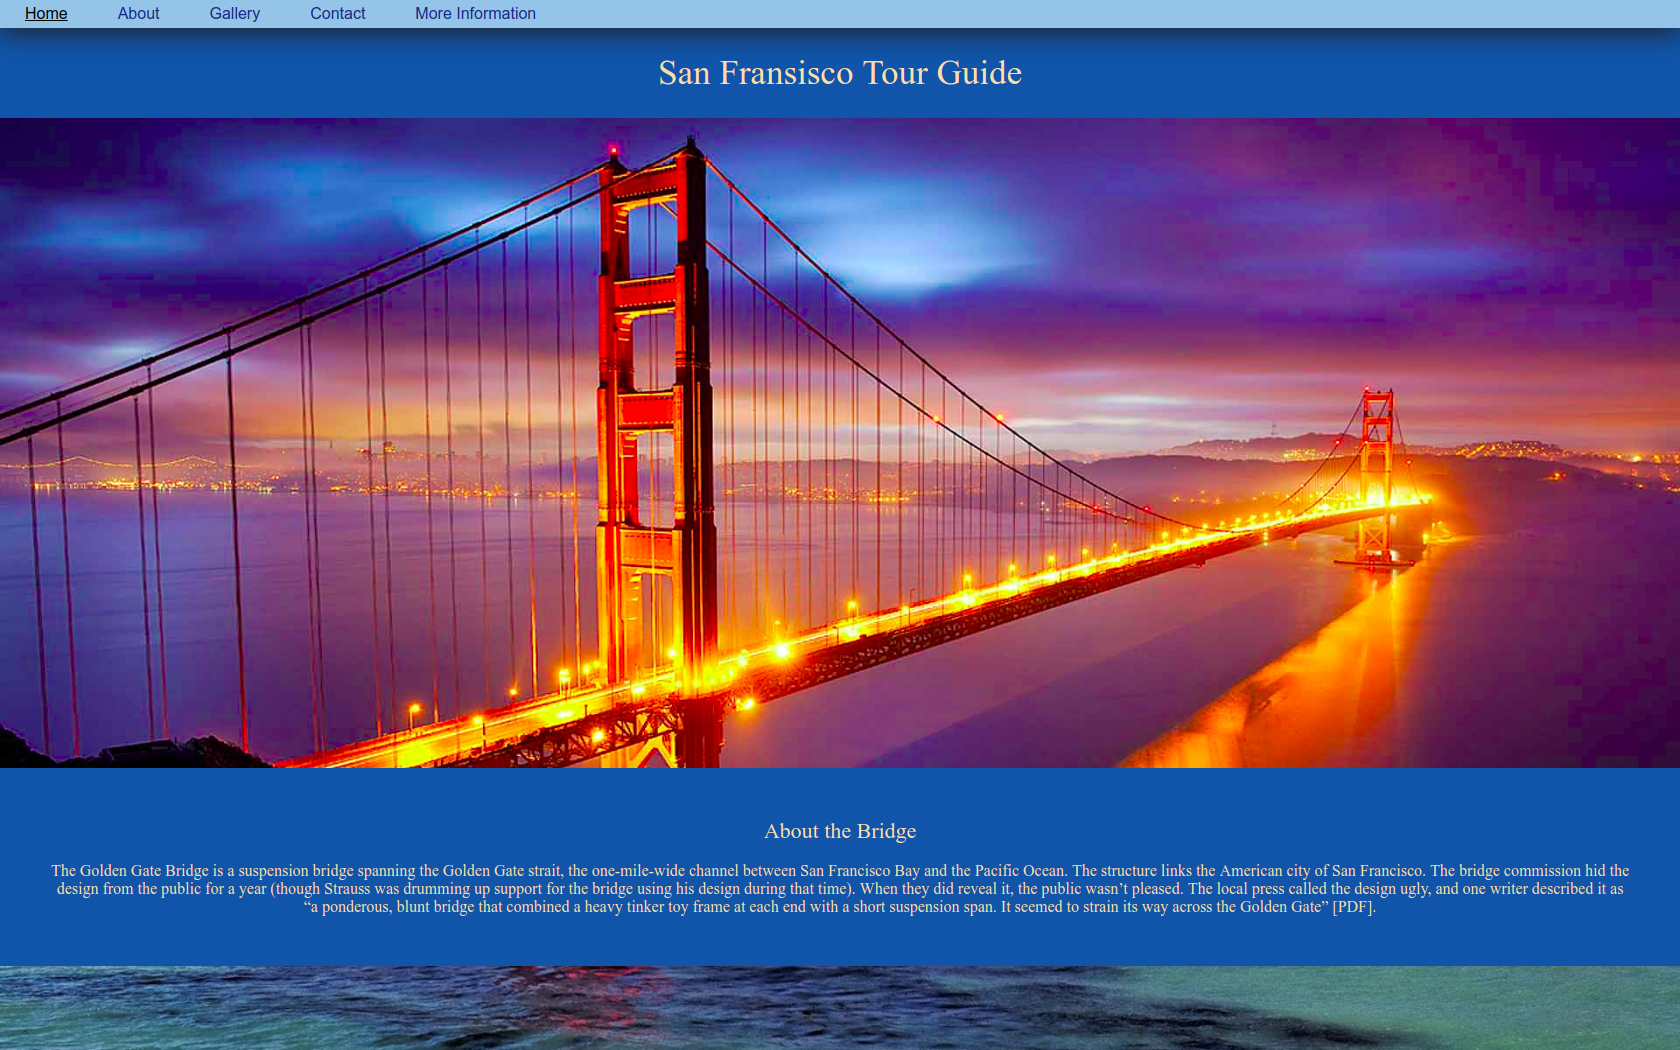 Home About Gallery Contact More Information
San Fransisco Tour Guide
About the Bridge
The Golden Gate Bridge is a suspension bridge spanning the Golden Gate strait, the one-mile-wide channel between San Francisco Bay and the Pacific Ocean. The structure links the American city of San Francisco. The bridge commission hid the
design from the public for a year (though Strauss was drumming up support for the bridge using his design during that time). When they did reveal it, the public wasn’t pleased. The local press called the design ugly, and one writer described it as
“a ponderous, blunt bridge that combined a heavy tinker toy frame at each end with a short suspension span. It seemed to strain its way across the Golden Gate” [PDF].